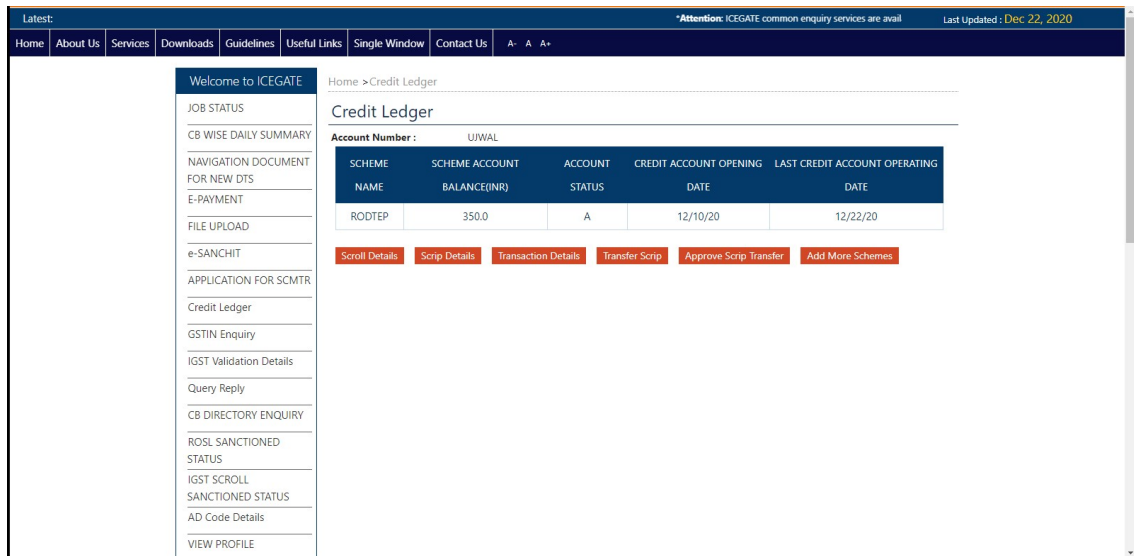 Latest:
*Attention: ICEGATE common enquiry services are avail
Last Updated : Dec 22, 2020
Home About Us Services Downloads Guidelines Useful Links Single Window Contact Us A- A A+
Welcome to ICEGATE
JOB STATUS
CB WISE DAILY SUMMARY
NAVIGATION DOCUMENT
FOR NEW DTS
E-PAYMENT
FILE UPLOAD
e-SANCHIT
APPLICATION FOR SCMTR
Credit Ledger
GSTIN Enquiry
IGST Validation Details
Query Reply
CB DIRECTORY ENQUIRY
ROSL SANCTIONED
STATUS
IGST SCROLL
SANCTIONED STATUS
AD Code Details
VIEW PROFILE
Home >Credit Ledger
Credit Ledger
Account Number : UJWAL
SCHEME NAME SCHEME ACCOUNT BALANCE(INR) ACCOUNT STATUS CREDIT ACCOUNT OPENING DATE LAST CREDIT ACCOUNT OPERATING DATE
RODTEP 350.0 A 12/10/20 12/22/20
Scroll Details Scrip Details Transaction Details Transfer Scrip Approve Scrip Transfer Add More Schemes